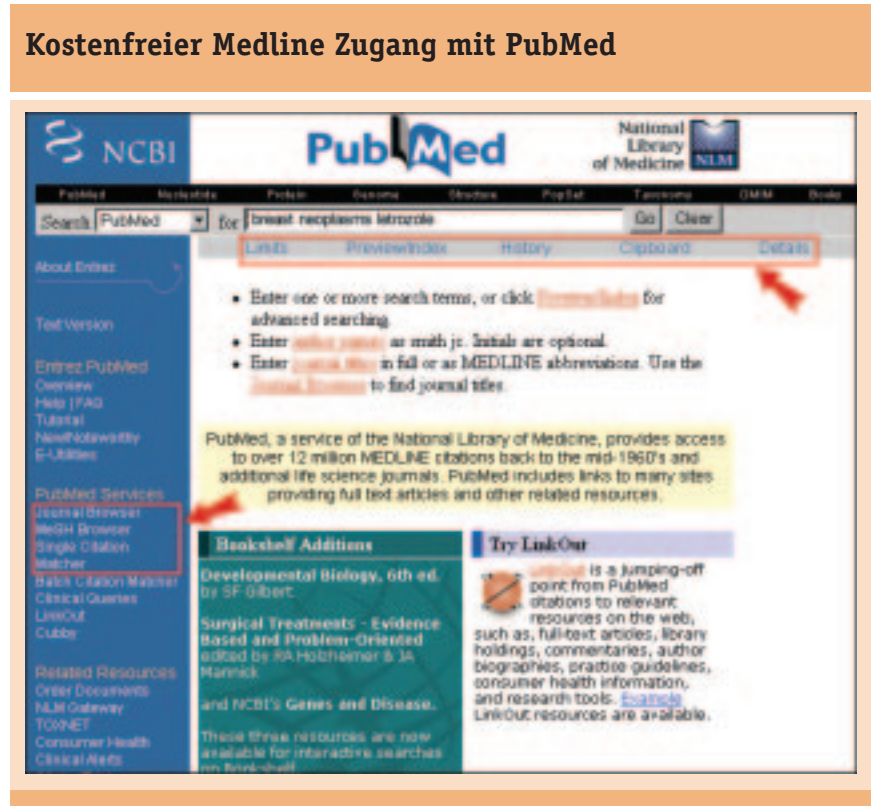 Kostenfreier Medline Zugang mit PubMed
NCBI
PubMed
National
Library
of Medicine NLM
PubMed Nucleotide Protein Genome Structure PopSet Taxonomy OMIM Books
Search PubMed for breast neoplasms letrozole Go Clear
Limits Preview/Index History Clipboard Details
About Entrez
Text Version
Entrez PubMed
Overview
Help | FAQ
Tutorial
New/Noteworthy
E-Utilities
PubMed Services
Journal Browser
MeSH Browser
Single Citation
Matcher
Batch Citation Matcher
Clinical Queries
LinkOut
Cubby
Related Resources
Order Documents
NLM Gateway
TOXNET
Consumer Health
Clinical Alerts
• Enter one or more search terms, or click Preview/Index for
advanced searching.
• Enter author names as smith jc. Initials are optional.
• Enter journal titles in full or as MEDLINE abbreviations. Use the
Journal Browser to find journal titles.
PubMed, a service of the National Library of Medicine, provides access
to over 12 million MEDLINE citations back to the mid-1960's and
additional life science journals. PubMed includes links to many sites
providing full text articles and other related resources.
Bookshelf Additions
Developmental Biology, 6th ed.
by SF Gilbert
Surgical Treatments - Evidence
Based and Problem-Oriented
edited by RA Holzheimer & JA
Mannick
and NCBI's Genes and Disease.
These three resources are now
available for interactive searches
on Bookshelf
Try LinkOut
LinkOut is a jumping-off
point from PubMed
citations to relevant
resources on the web,
such as, full-text articles, library
holdings, commentaries, author
biographies, practice guidelines,
consumer health information,
and research tools. Example
LinkOut resources are available.